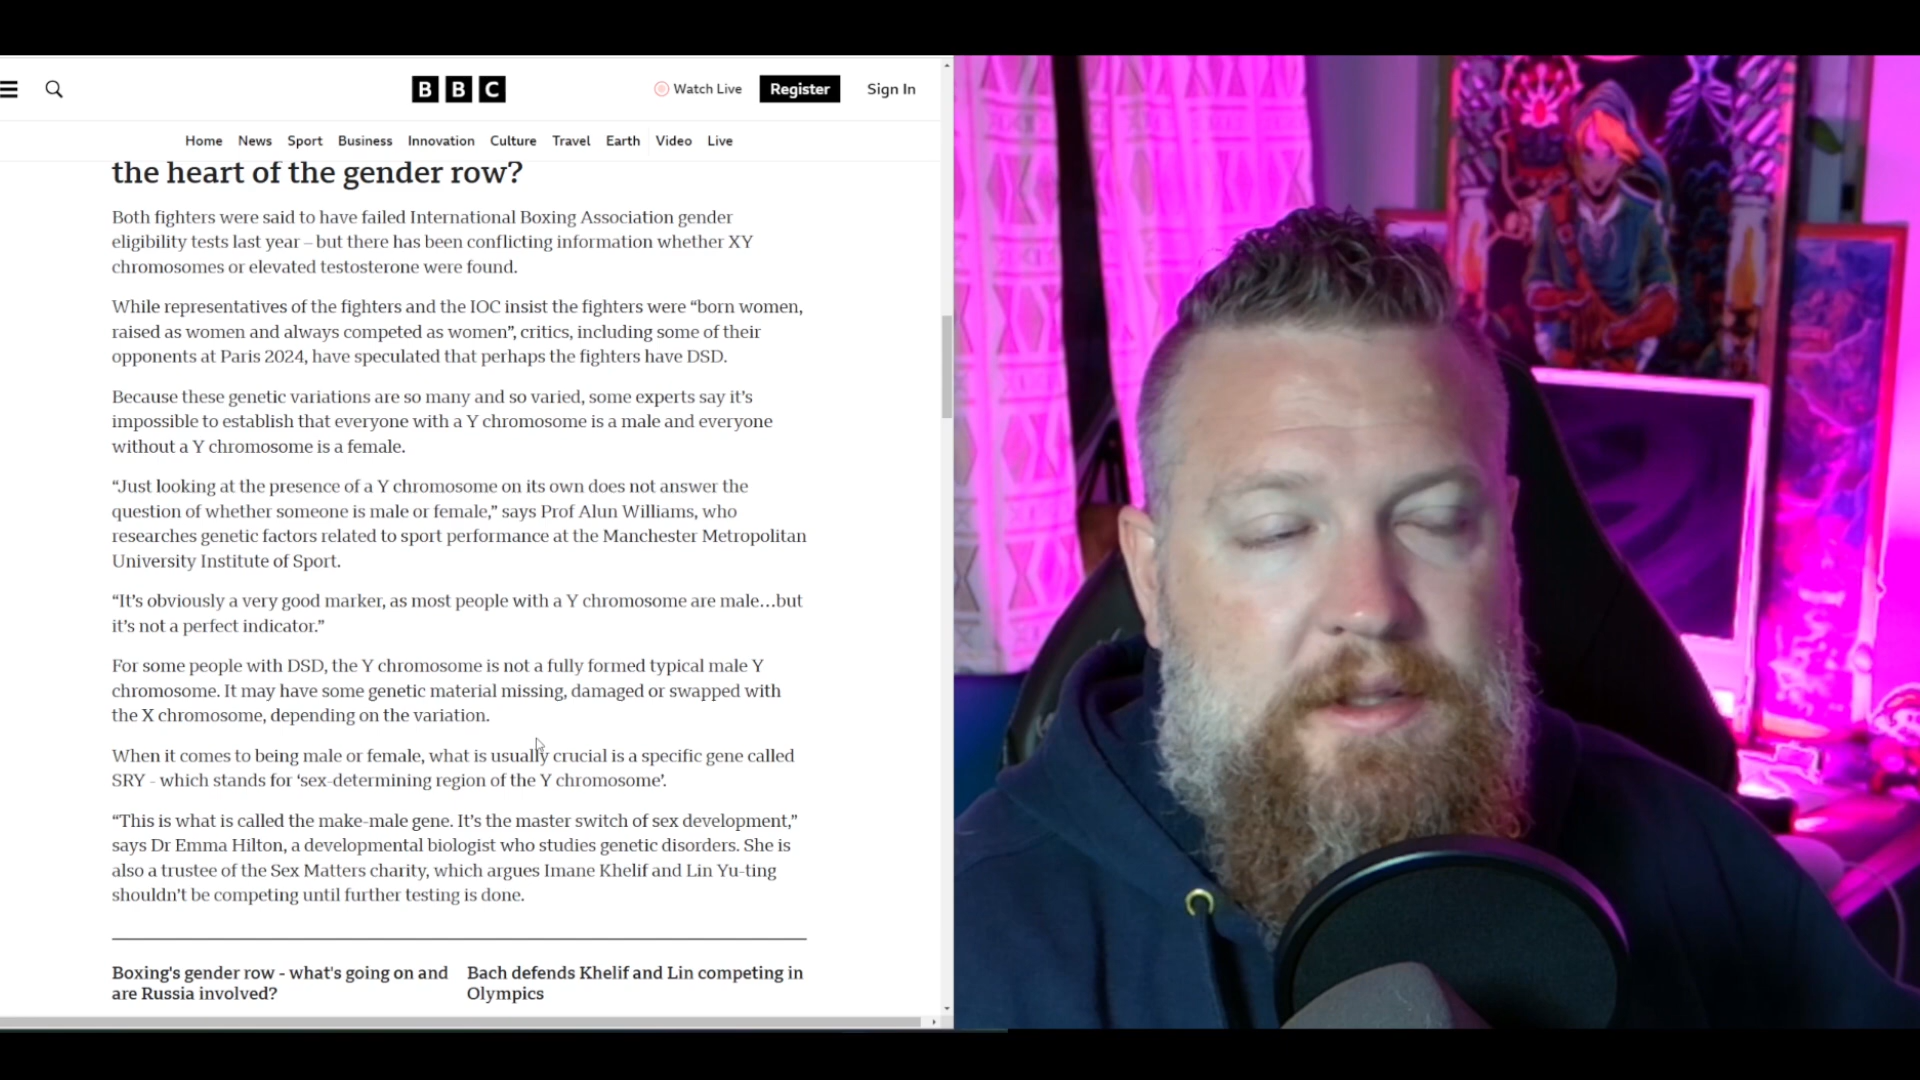 BBC
Watch Live
Register
Sign In
Home News Sport Business Innovation Culture Travel Earth Video Live
the heart of the gender row?
Both fighters were said to have failed International Boxing Association gender
eligibility tests last year – but there has been conflicting information whether XY
chromosomes or elevated testosterone were found.
While representatives of the fighters and the IOC insist the fighters were “born women,
raised as women and always competed as women”, critics, including some of their
opponents at Paris 2024, have speculated that perhaps the fighters have DSD.
Because these genetic variations are so many and so varied, some experts say it’s
impossible to establish that everyone with a Y chromosome is a male and everyone
without a Y chromosome is a female.
“Just looking at the presence of a Y chromosome on its own does not answer the
question of whether someone is male or female,” says Prof Alun Williams, who
researches genetic factors related to sport performance at the Manchester Metropolitan
University Institute of Sport.
“It’s obviously a very good marker, as most people with a Y chromosome are male…but
it’s not a perfect indicator.”
For some people with DSD, the Y chromosome is not a fully formed typical male Y
chromosome. It may have some genetic material missing, damaged or swapped with
the X chromosome, depending on the variation.
When it comes to being male or female, what is usually crucial is a specific gene called
SRY - which stands for ‘sex-determining region of the Y chromosome’.
“This is what is called the make-male gene. It’s the master switch of sex development,”
says Dr Emma Hilton, a developmental biologist who studies genetic disorders. She is
also a trustee of the Sex Matters charity, which argues Imane Khelif and Lin Yu-ting
shouldn’t be competing until further testing is done.
Boxing's gender row - what's going on and
are Russia involved?
Bach defends Khelif and Lin competing in
Olympics